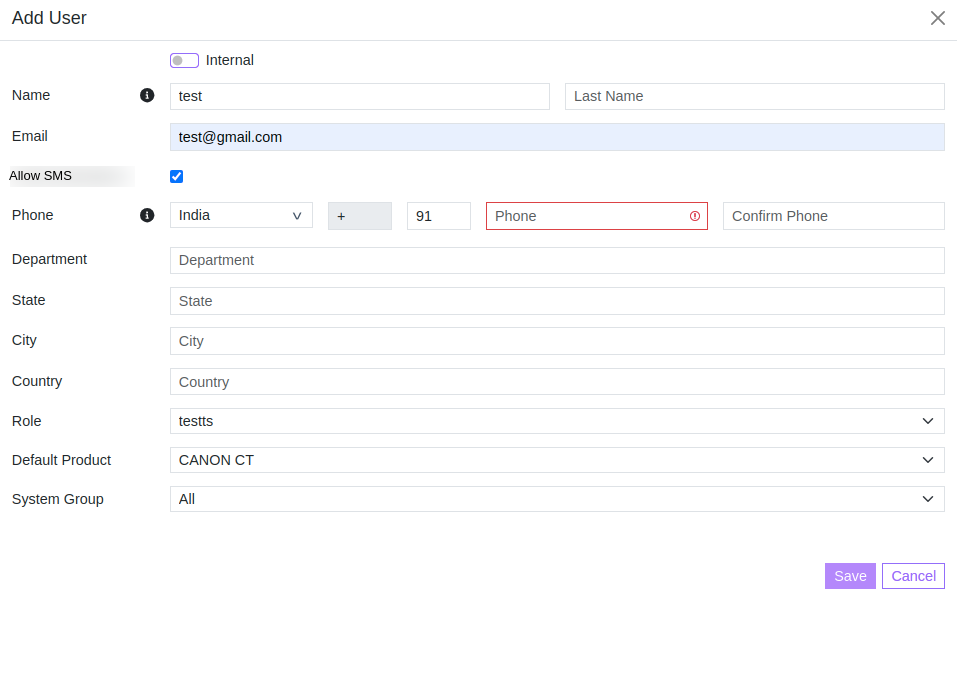 Add User
Internal
Name test Last Name
Email test@gmail.com
Allow SMS
Phone India + 91 Phone Confirm Phone
Department Department
State State
City City
Country Country
Role testts
Default Product CANON CT
System Group All
Save Cancel